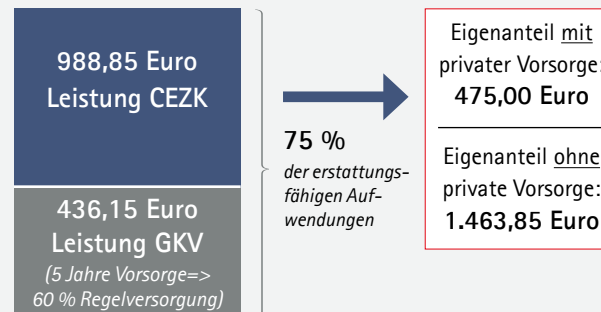 988,85 Euro
Leistung CEZK
436,15 Euro
Leistung GKV
(5 Jahre Vorsorge=>
60 % Regelversorgung)
75 %
der erstattungs-
fähigen Auf-
wendungen
Eigenanteil mit
privater Vorsorge:
475,00 Euro
Eigenanteil ohne
private Vorsorge:
1.463,85 Euro